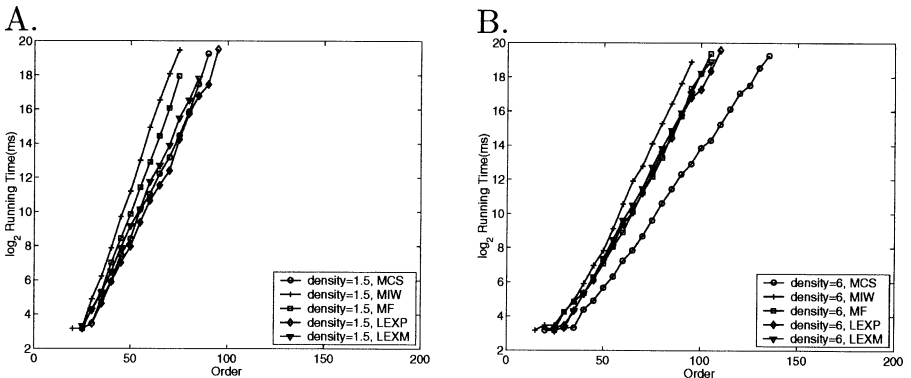 A.
20
18
16
14
12
10
8
6
4
2
log2 Running Time(ms)
0
50
100
150
200
Order
density=1.5, MCS
density=1.5, MIW
density=1.5, MF
density=1.5, LEXP
density=1.5, LEXM
B.
20
18
16
14
12
10
8
6
4
2
log2 Running Time(ms)
0
50
100
150
200
Order
density=6, MCS
density=6, MIW
density=6, MF
density=6, LEXP
density=6, LEXM